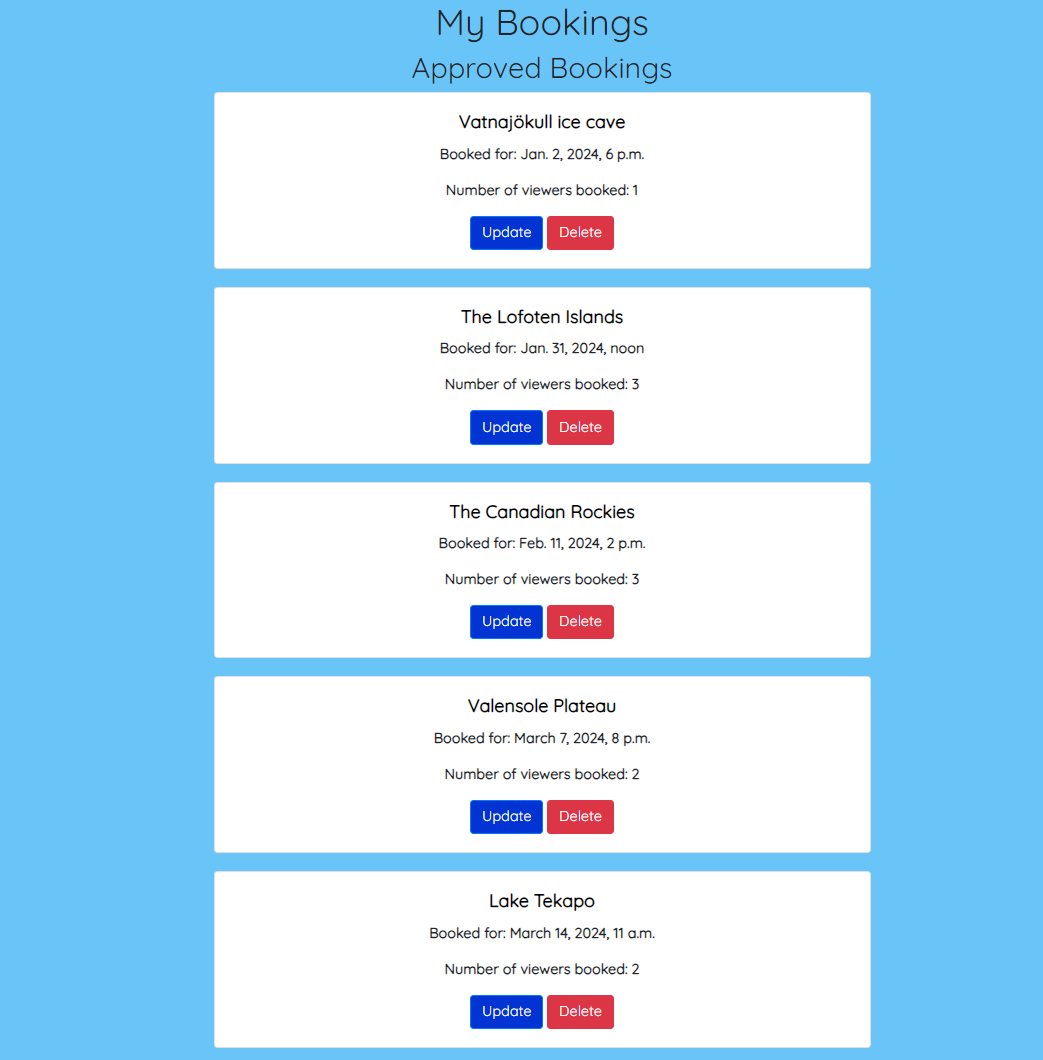 My Bookings
Approved Bookings
Vatnajökull ice cave
Booked for: Jan. 2, 2024, 6 p.m.
Number of viewers booked: 1
Update Delete
The Lofoten Islands
Booked for: Jan. 31, 2024, noon
Number of viewers booked: 3
Update Delete
The Canadian Rockies
Booked for: Feb. 11, 2024, 2 p.m.
Number of viewers booked: 3
Update Delete
Valensole Plateau
Booked for: March 7, 2024, 8 p.m.
Number of viewers booked: 2
Update Delete
Lake Tekapo
Booked for: March 14, 2024, 11 a.m.
Number of viewers booked: 2
Update Delete